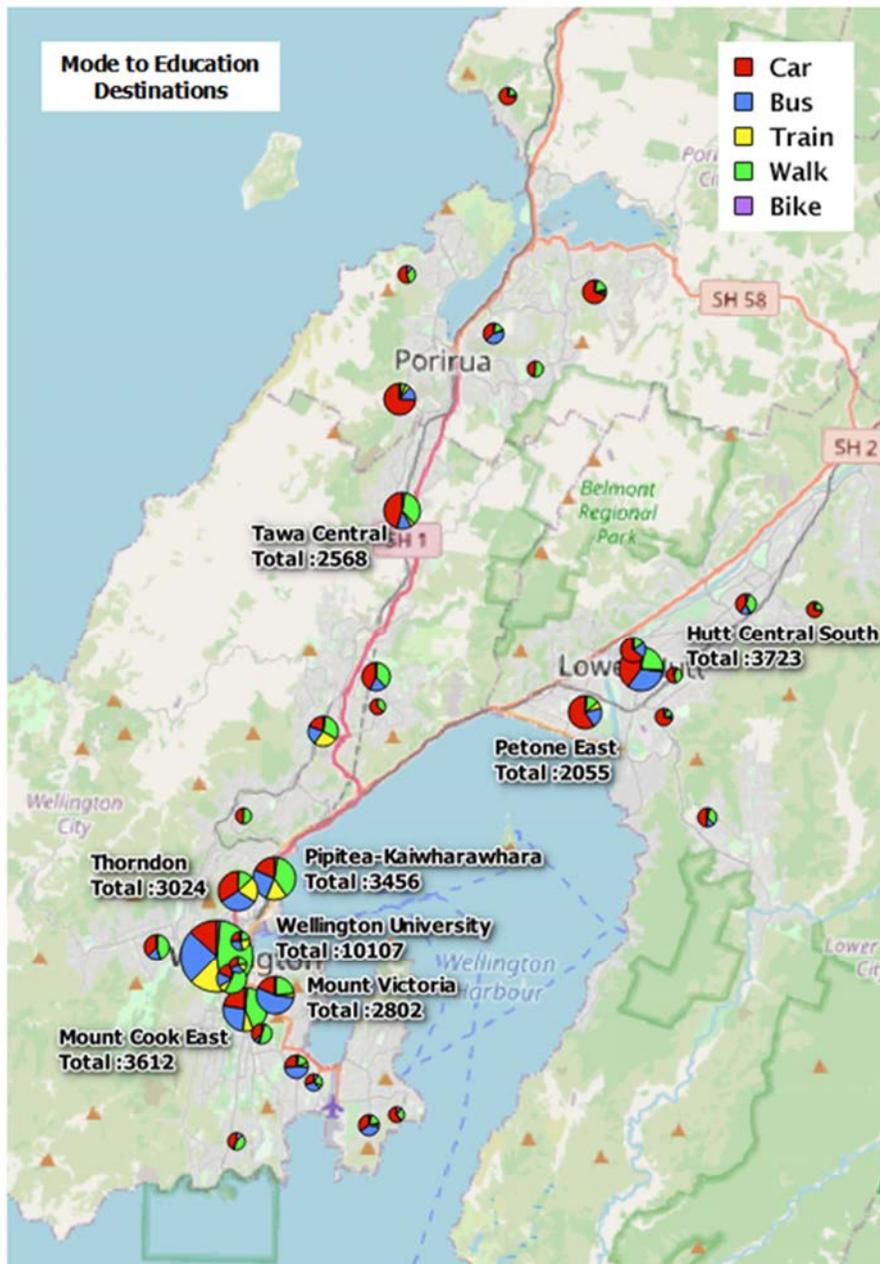 Mode to Education
Destinations
Car
Bus
Train
Walk
Bike
SH 58
Porirua
SH 2
Belmont
Regional
Park
Tawa Central
Total :2568
SH 1
Hutt Central South
Total :3723
Petone East
Total :2055
Wellington
City
Thorndon
Total :3024
Pipitea-Kaiwharawhara
Total :3456
Wellington University
Total :10107
Wellington
Harbour
Mount Victoria
Total :2802
Mount Cook East
Total :3612
Lower